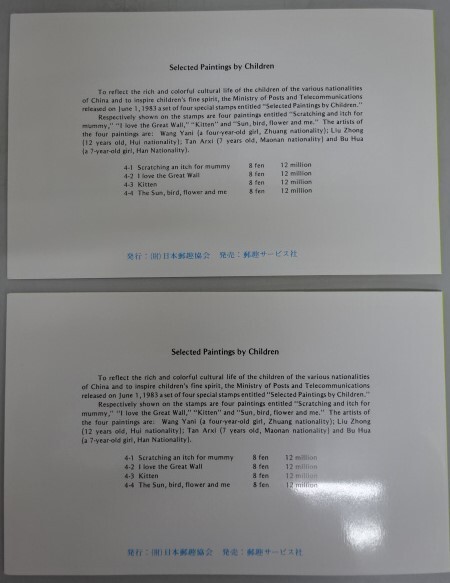 Selected Paintings by Children
To reflect the rich and colorful cultural life of the children of the various nationalities
of China and to inspire children's fine spirit, the Ministry of Posts and Telecommunications
released on June 1, 1983 a set of four special stamps entitled "Selected Paintings by Children."
Respectively shown on the stamps are four paintings entitled "Scratching an itch for
mummy," "I love the Great Wall," "Kitten" and "Sun, bird, flower and me." The artists of
the four paintings are: Wang Yani (a four-year-old girl, Zhuang nationality); Liu Zhong
(12 years old, Hui nationality); Tan Arxi (7 years old, Maonan nationality) and Bu Hua
(a 7-year-old girl, Han Nationality).
4-1 Scratching an itch for mummy 8 fen 12 million
4-2 I love the Great Wall 8 fen 12 million
4-3 Kitten 8 fen 12 million
4-4 The Sun, bird, flower and me 8 fen 12 million
発行:(財)日本郵趣協会 発売:郵趣サービス社
Selected Paintings by Children
To reflect the rich and colorful cultural life of the children of the various nationalities
of China and to inspire children's fine spirit, the Ministry of Posts and Telecommunications
released on June 1, 1983 a set of four special stamps entitled "Selected Paintings by Children."
Respectively shown on the stamps are four paintings entitled "Scratching an itch for
mummy," "I love the Great Wall," "Kitten" and "Sun, bird, flower and me." The artists of
the four paintings are: Wang Yani (a four-year-old girl, Zhuang nationality); Liu Zhong
(12 years old, Hui nationality); Tan Arxi (7 years old, Maonan nationality) and Bu Hua
(a 7-year-old girl, Han Nationality).
4-1 Scratching an itch for mummy 8 fen 12 million
4-2 I love the Great Wall 8 fen 12 million
4-3 Kitten 8 fen 12 million
4-4 The Sun, bird, flower and me 8 fen 12 million
発行:(財)日本郵趣協会 発売:郵趣サービス社